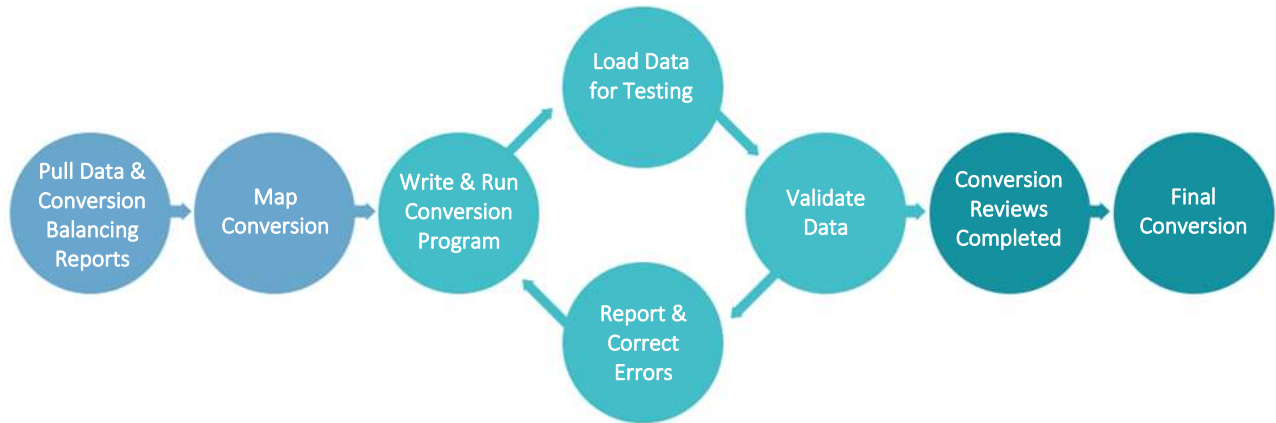 Pull Data &
Conversion
Balancing
Reports
Map
Conversion
Write & Run
Conversion
Program
Load Data
for Testing
Validate
Data
Report &
Correct
Errors
Conversion
Reviews
Completed
Final
Conversion